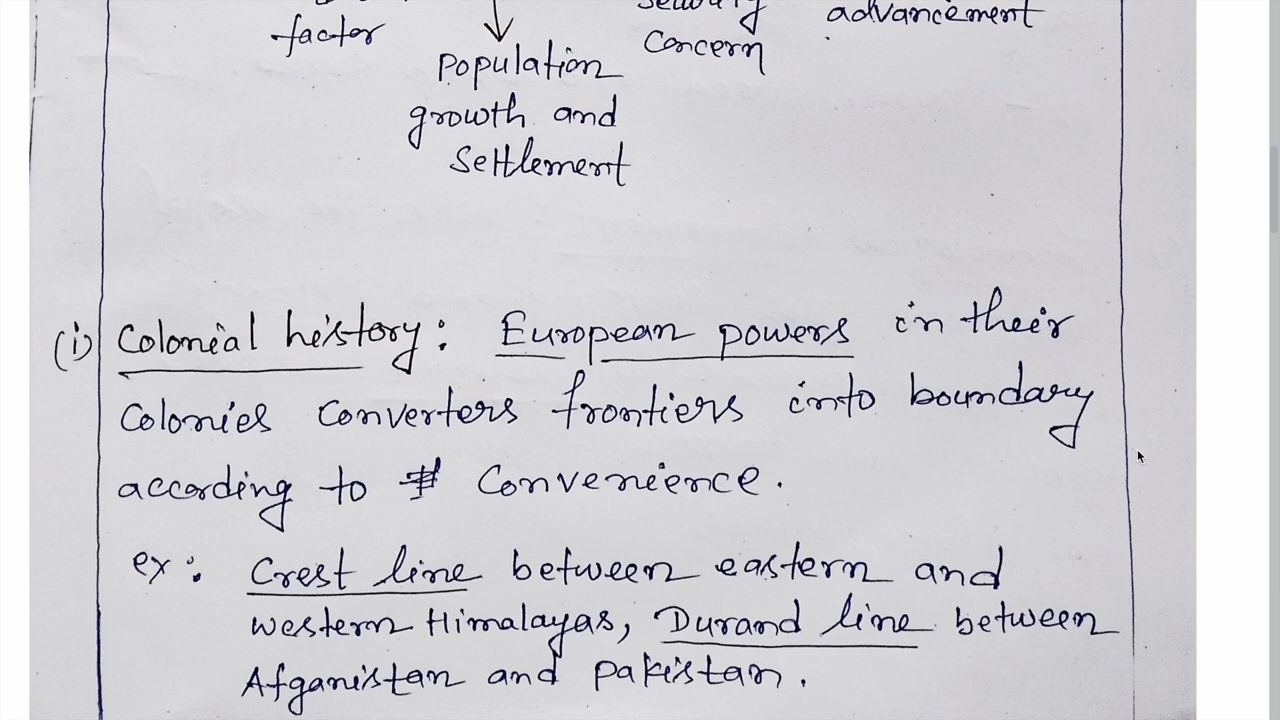 factor
Concern
advancement
Population
growth and
Settlement
(i) Colonial history: European powers in their
Colonies Converters frontiers into boundary
according to Convenience.
ex: Crest line between eastern and
western Himalayas, Durand line between
Afganistan and Pakistan.